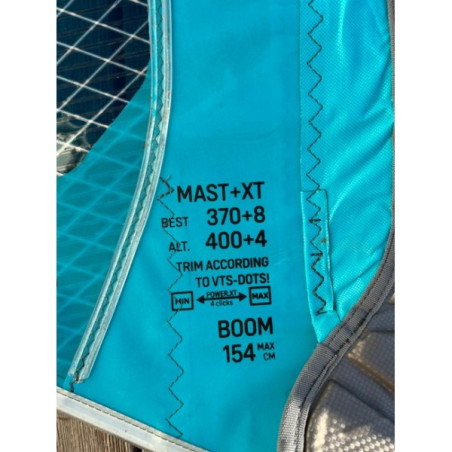 MAST+XT
BEST 370+8
ALT. 400+4
TRIM ACCORDING
TO VTS-DOTS!
MIN POWER.XT MAX
4 clicks
BOOM
154 MAX CM